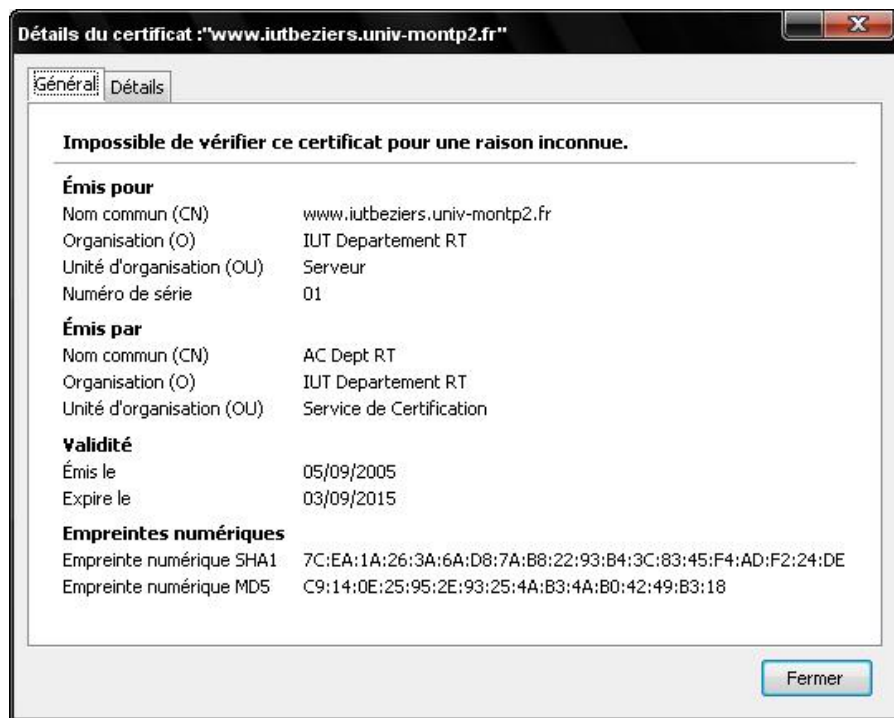 Détails du certificat :"www.iutbeziers.univ-montp2.fr"
X
Général Détails
Impossible de vérifier ce certificat pour une raison inconnue.
Émis pour
Nom commun (CN) www.iutbeziers.univ-montp2.fr
Organisation (O) IUT Departement RT
Unité d'organisation (OU) Serveur
Numéro de série 01
Émis par
Nom commun (CN) AC Dept RT
Organisation (O) IUT Departement RT
Unité d'organisation (OU) Service de Certification
Validité
Émis le 05/09/2005
Expire le 03/09/2015
Empreintes numériques
Empreinte numérique SHA1 7C:EA:1A:26:3A:6A:D8:7A:B8:22:93:B4:3C:83:45:F4:AD:F2:24:DE
Empreinte numérique MD5 C9:14:0E:25:95:2E:93:25:4A:B3:4A:B0:42:49:B3:18
Fermer